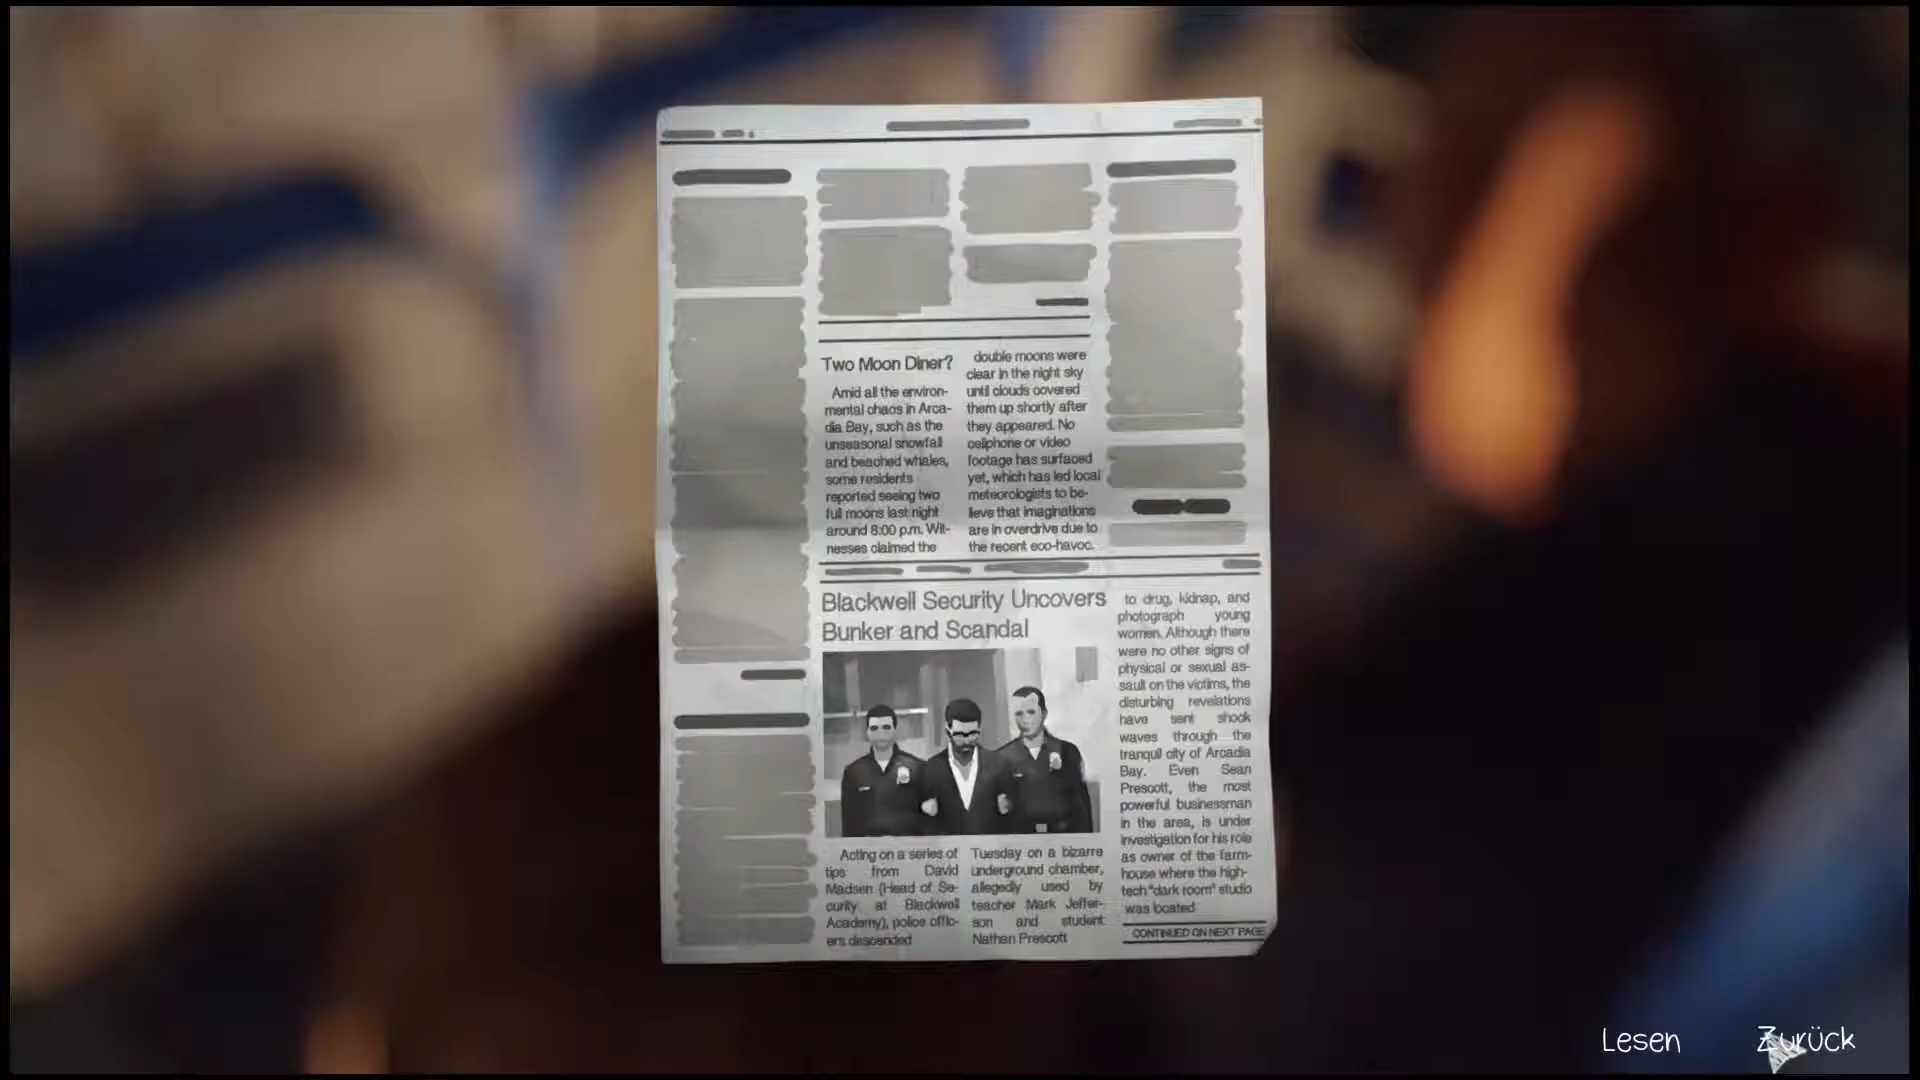 Two Moon Diner?
Amid all the environ-
mental chaos in Arca-
dia Bay, such as the
unseasonal snowfall
and beached whales,
some residents
reported seeing two
full moons last night
around 8:00 p.m. Wit-
nesses claimed the
double moons were
clear in the night sky
until clouds covered
them up shortly after
they appeared. No
cellphone or video
footage has surfaced
yet, which has led local
meteorologists to be-
lieve that imaginations
are in overdrive due to
the recent eco-havoc.
Blackwell Security Uncovers
Bunker and Scandal
Acting on a series of
tips from David
Madsen (Head of Se-
curity at Blackwell
Academy), police offic-
ers descended
Tuesday on a bizarre
underground chamber,
allegedly used by
teacher Mark Jeffer-
son and student
Nathan Prescott
to drug, kidnap, and
photograph young
women. Although there
were no other signs of
physical or sexual as-
sault on the victims, the
disturbing revelations
have sent shock
waves through the
tranquil city of Arcadia
Bay. Even Sean
Prescott, the most
powerful businessman
in the area, is under
investigation for his role
as owner of the farm-
house where the high-
tech "dark room" studio
was located
CONTINUED ON NEXT PAGE
Lesen
Zurück